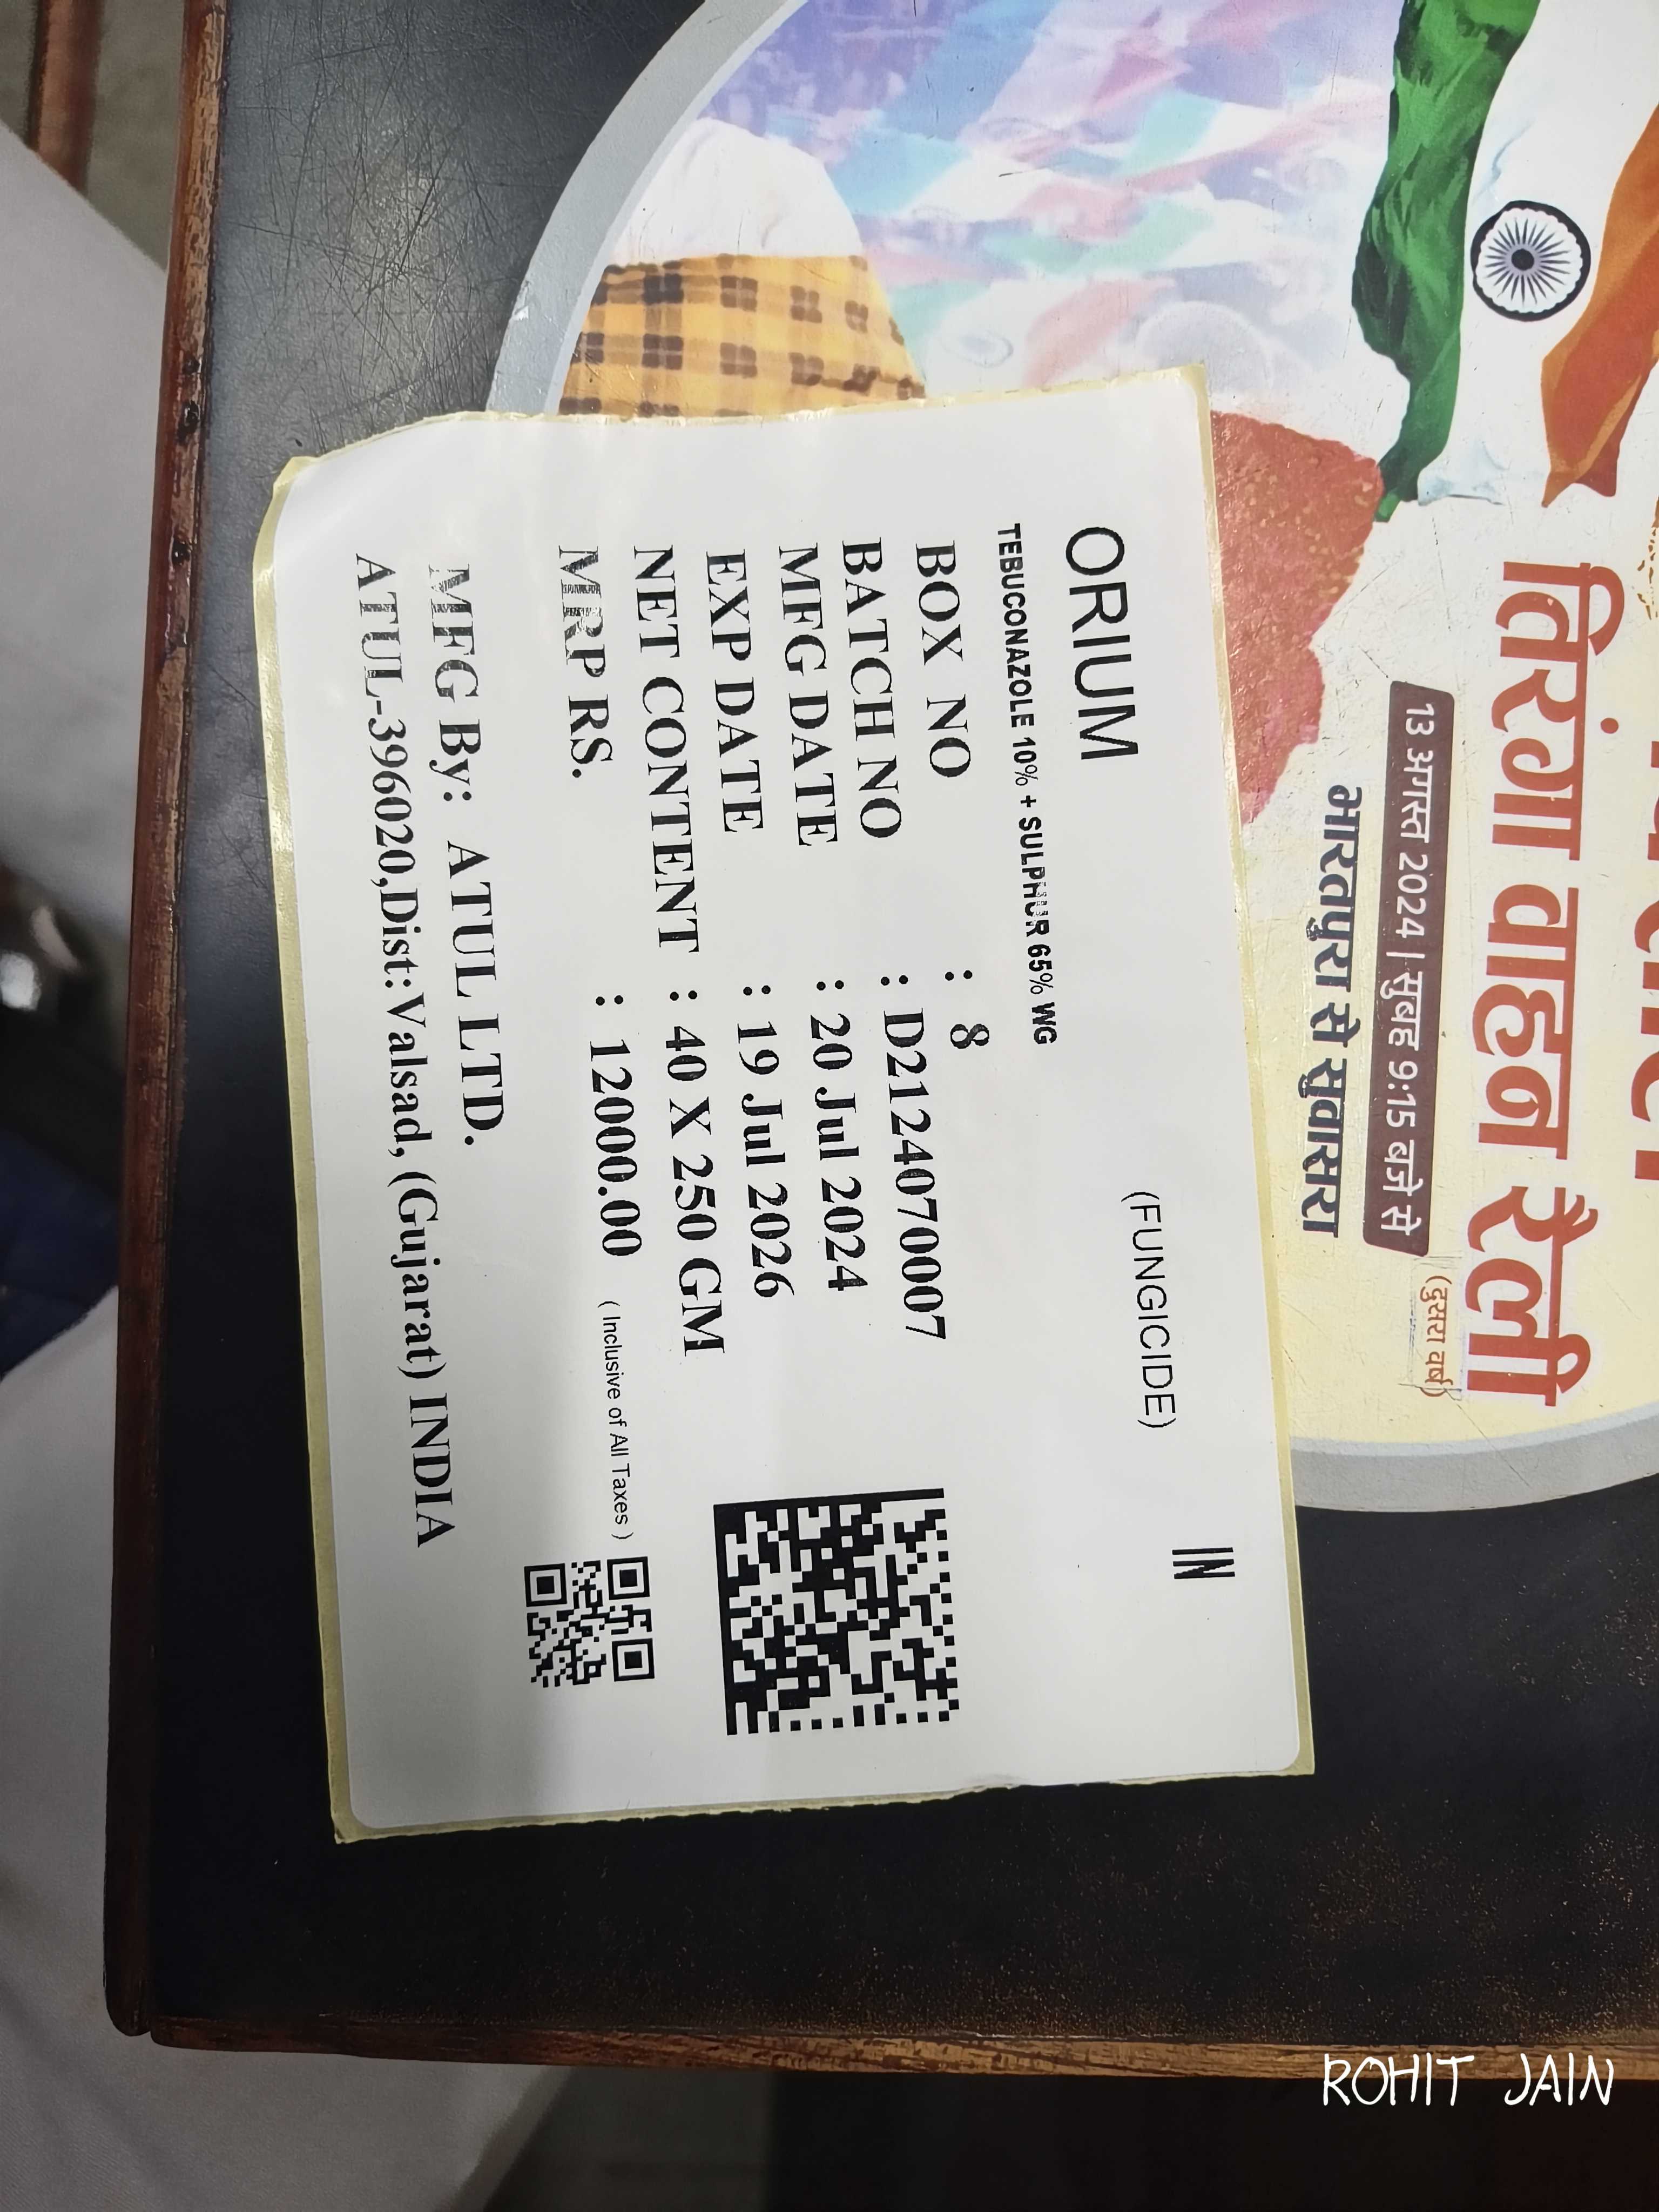 ORIUM
(FUNGICIDE)
IN
TEBUCONAZOLE 10% + SULPHUR 65% WG
BOX NO : 8
BATCH NO : D2124070007
MFG DATE : 20 Jul 2024
EXP DATE : 19 Jul 2026
NET CONTENT : 40 X 250 GM
MRP RS. : 12000.00 ( Inclusive of All Taxes )
MFG By: ATUL LTD.
ATUL-396020,Dist:Valsad, (Gujarat) INDIA
तिरंगा वाहन रैली
(दुसरा वर्ष)
13 अगस्त 2024 | सुबह 9:15 बजे से
भारतपुरा से सुवासरा
ROHIT JAIN